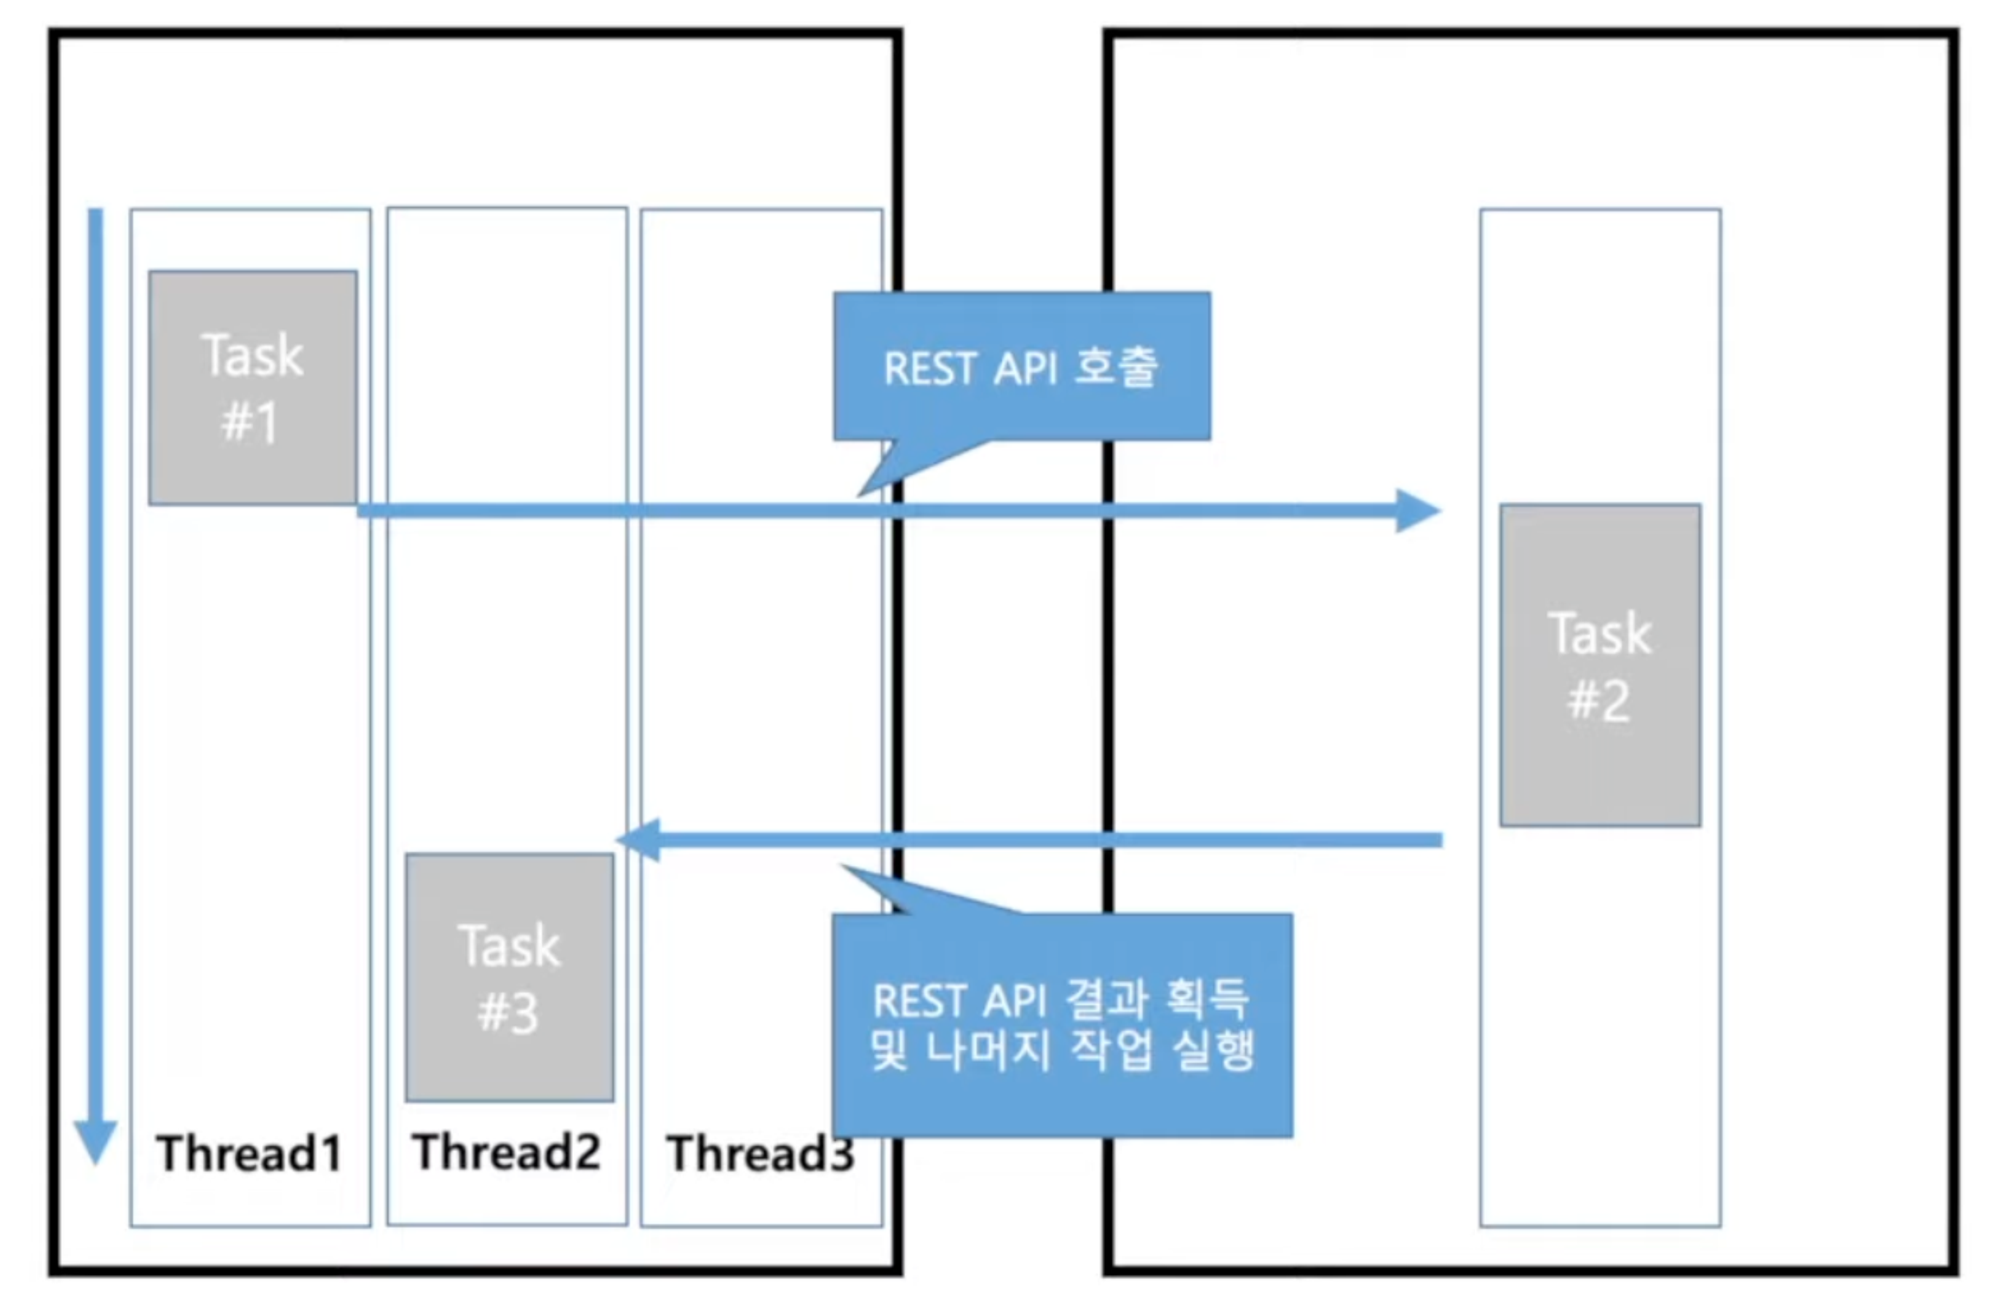 Task
#1
REST API 호출
Task
#2
Task
#3
REST API 결과 획득
및 나머지 작업 실행
Thread1
Thread2
Thread3